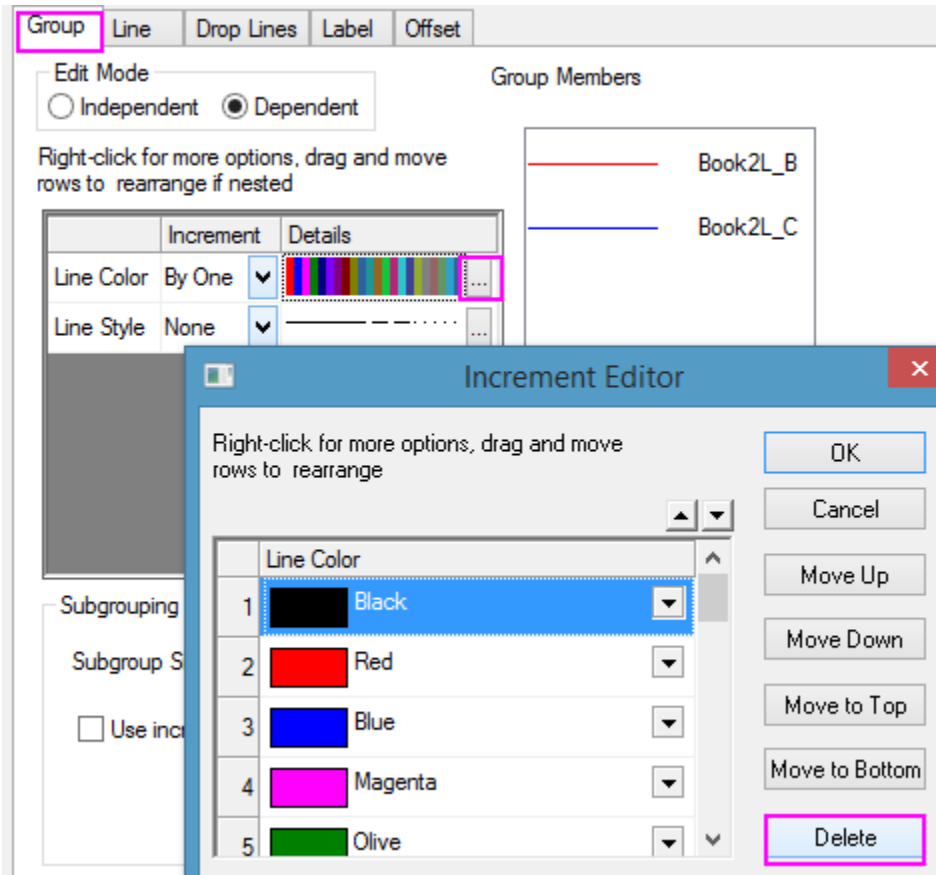 Group Line Drop Lines Label Offset
Edit Mode
Independent Dependent
Group Members
Right-click for more options, drag and move
rows to rearrange if nested
Book2L_B
Book2L_C
Increment Details
Line Color By One ...
Line Style None ...
Increment Editor
Right-click for more options, drag and move
rows to rearrange
OK
Cancel
Move Up
Move Down
Move to Top
Move to Bottom
Delete
Line Color
1 Black
2 Red
3 Blue
4 Magenta
5 Olive
Subgrouping
Subgroup S
Use incr